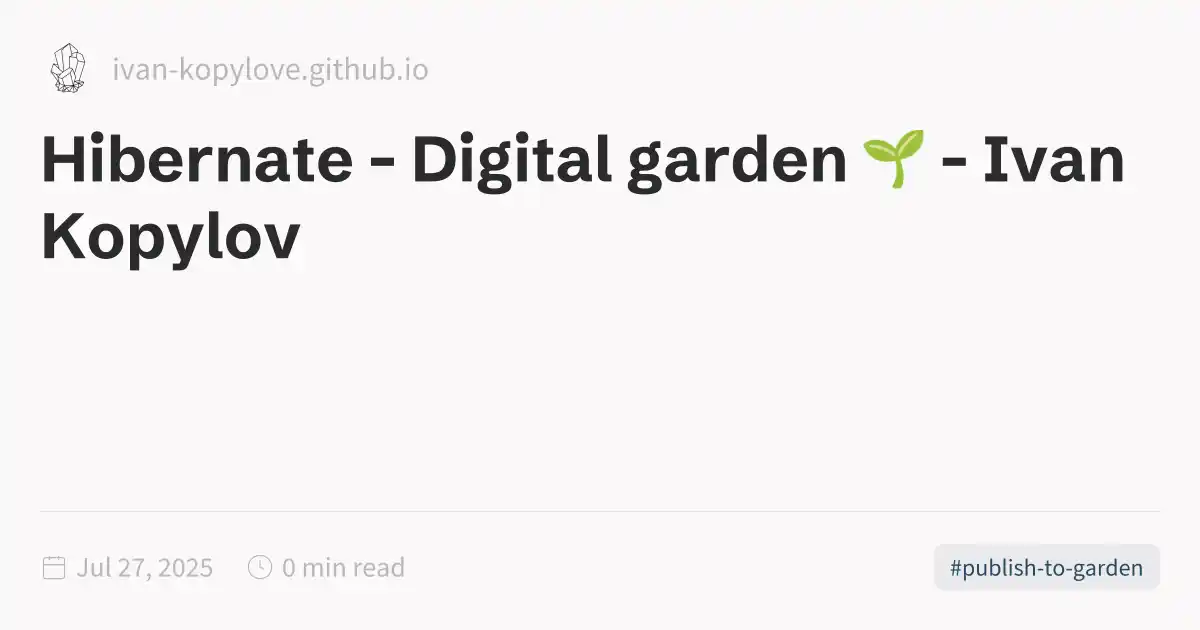 ivan-kopylove.github.io
Hibernate - Digital garden 🌱 - Ivan
Kopylov
Jul 27, 2025
0 min read
#publish-to-garden